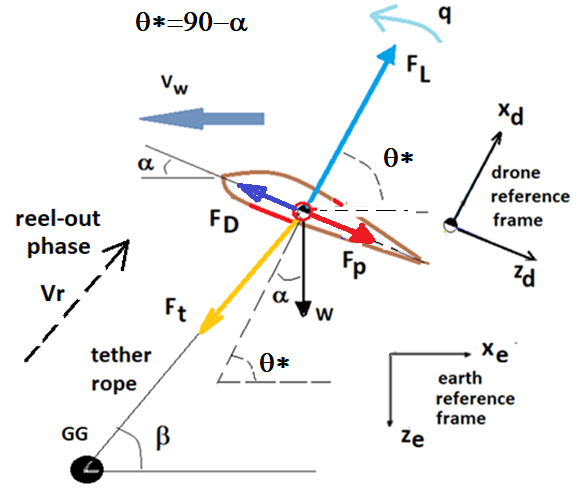 θ*=90−α
q
F_L
V_w
x_d
α
θ*
drone
reference
frame
reel-out
phase
F_D
F_p
z_d
Vr
F_t
α
w
tether
rope
θ*
x_e
earth
reference
frame
GG
β
z_e